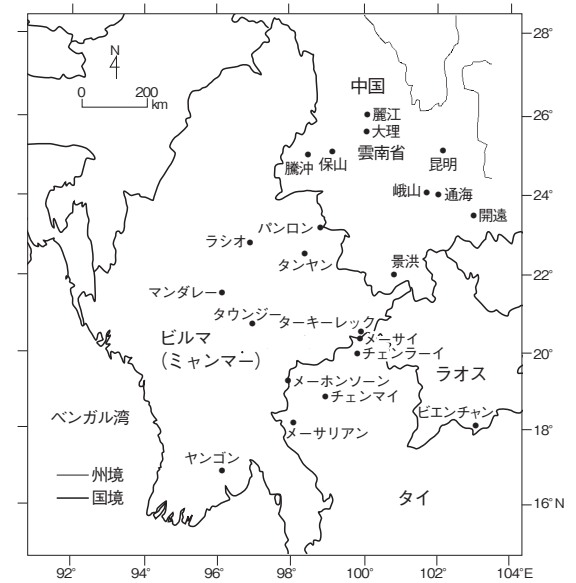 28°
N
0 200
km
中国
麗江
26°
大理
雲南省
騰沖
保山
昆明
峨山
通海
24°
開遠
パンロン
ラシオ
タンヤン
景洪
22°
マンダレー
タウンジー
ターキーレック
ビルマ
(ミャンマー)
メーサイ
チェンラーイ
20°
ラオス
メーホンソーン
チェンマイ
ベンガル湾
ビエンチャン
18°
メーサリアン
ヤンゴン
州境
国境
タイ
16°N
92° 94° 96° 98° 100° 102° 104°E